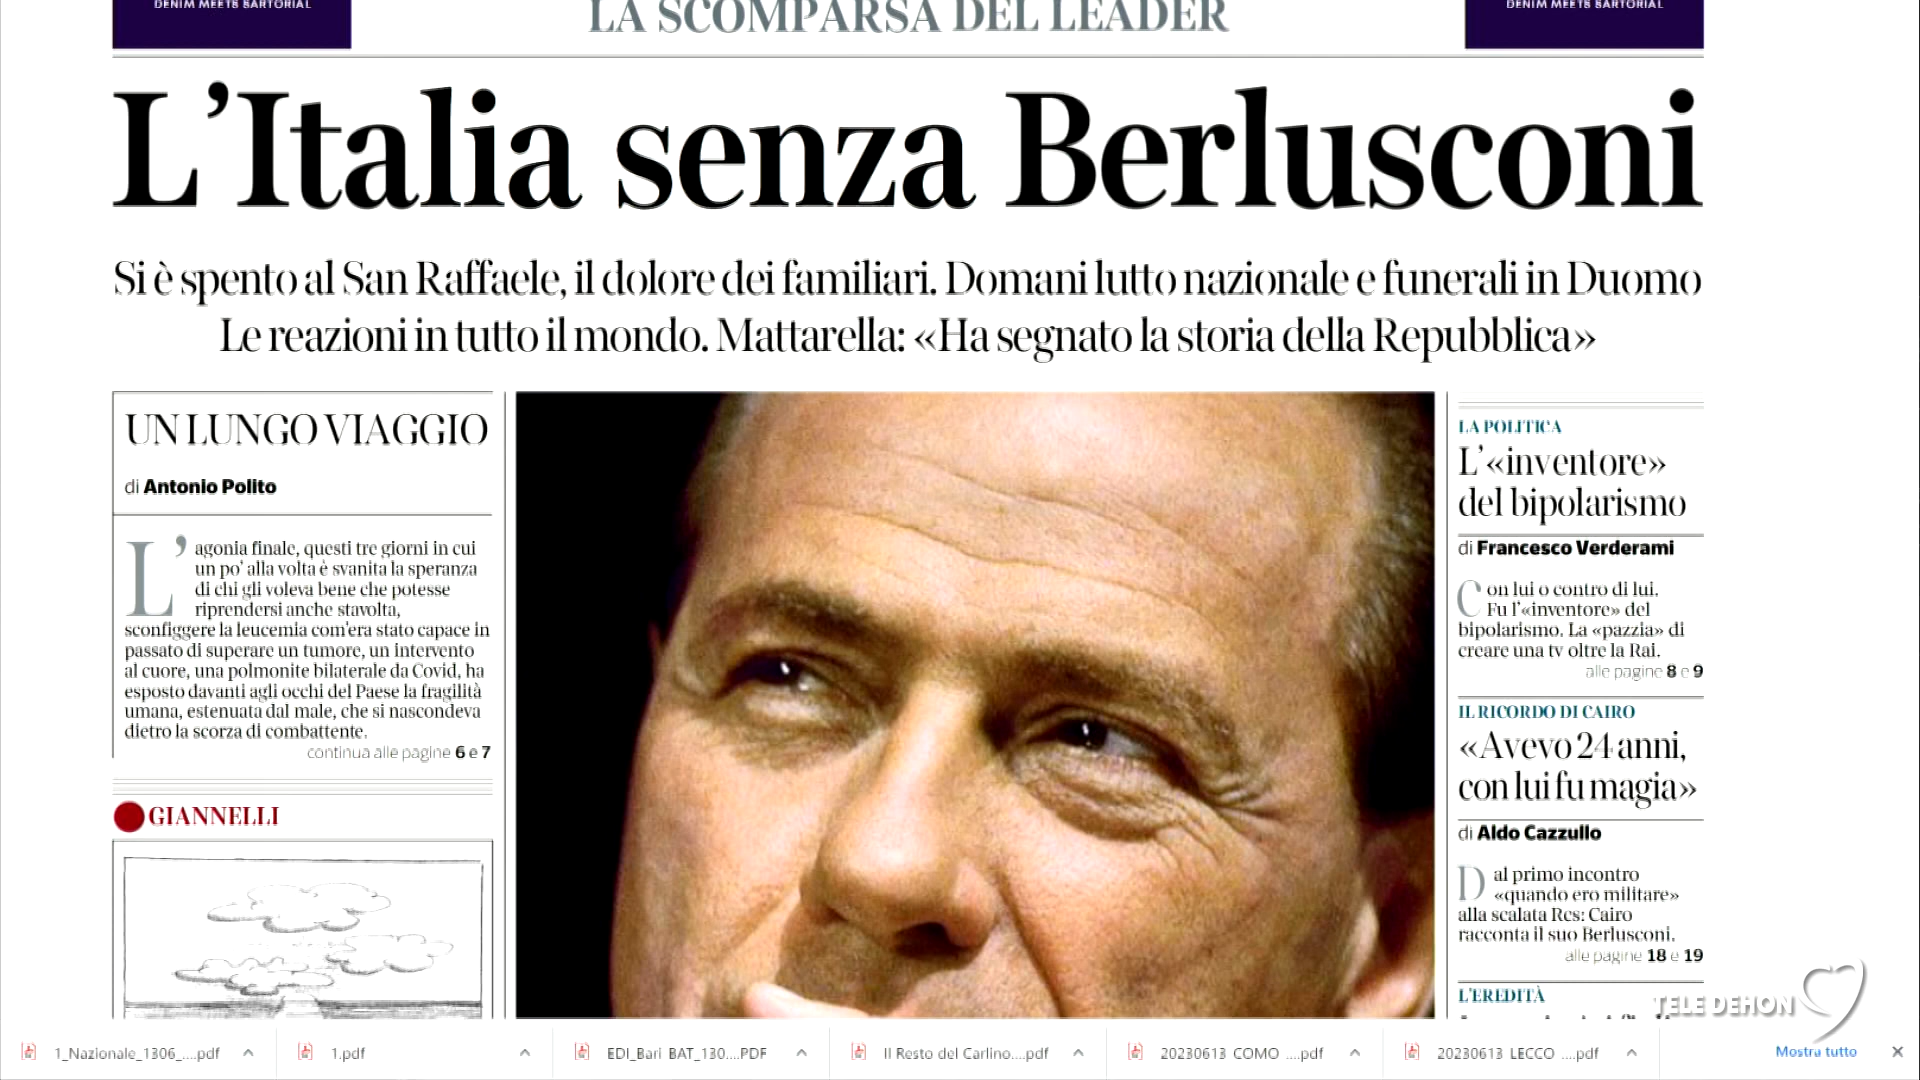 DENIM MEETS SARTORIAL
LA SCOMPARSA DEL LEADER
DENIM MEETS SARTORIAL
L'Italia senza Berlusconi
Si è spento al San Raffaele, il dolore dei familiari. Domani lutto nazionale e funerali in Duomo
Le reazioni in tutto il mondo. Mattarella: «Ha segnato la storia della Repubblica»
UN LUNGO VIAGGIO
di Antonio Polito
L'agonia finale, questi tre giorni in cui
un po' alla volta è svanita la speranza
di chi gli voleva bene che potesse
riprendersi anche stavolta,
sconfiggere la leucemia com'era stato capace in
passato di superare un tumore, un intervento
al cuore, una polmonite bilaterale da Covid, ha
esposto davanti agli occhi del Paese la fragilità
umana, estenuata dal male, che si nascondeva
dietro la scorza di combattente.
continua alle pagine 6 e 7
GIANNELLI
LA POLITICA
L'«inventore»
del bipolarismo
di Francesco Verderami
Con lui o contro di lui.
Fu l'«inventore» del
bipolarismo. La «pazzia» di
creare una tv oltre la Rai.
alle pagine 8 e 9
IL RICORDO DI CAIRO
«Avevo 24 anni,
con lui fu magia»
di Aldo Cazzullo
Dal primo incontro
«quando ero militare»
alla scalata Rcs: Cairo
racconta il suo Berlusconi.
alle pagine 18 e 19
L'EREDITÀ
TELE DEHON
1_Nazionale_1306_....pdf
1.pdf
EDI_Bari BAT_130....PDF
Il Resto del Carlino....pdf
20230613 COMO ....pdf
20230613 LECCO ....pdf
Mostra tutto